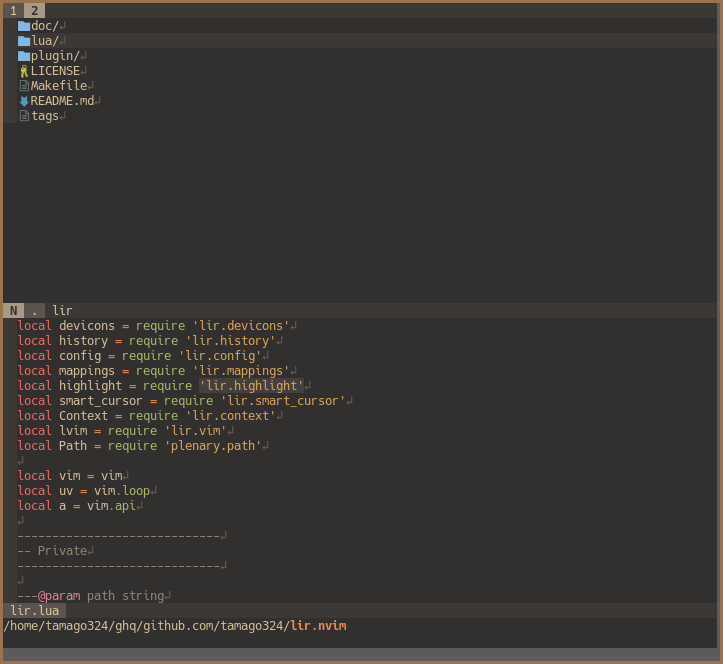 1 2
doc/↲
lua/↲
plugin/↲
LICENSE↲
Makefile↲
README.md↲
tags↲
N . lir
local devicons = require 'lir.devicons'↲
local history = require 'lir.history'↲
local config = require 'lir.config'↲
local mappings = require 'lir.mappings'↲
local highlight = require 'lir.highlight'↲
local smart_cursor = require 'lir.smart_cursor'↲
local Context = require 'lir.context'↲
local lvim = require 'lir.vim'↲
local Path = require 'plenary.path'↲
↲
local vim = vim↲
local uv = vim.loop↲
local a = vim.api↲
↲
-----------------------------↲
-- Private↲
-----------------------------↲
↲
---@param path string↲
lir.lua
/home/tamago324/ghq/github.com/tamago324/lir.nvim